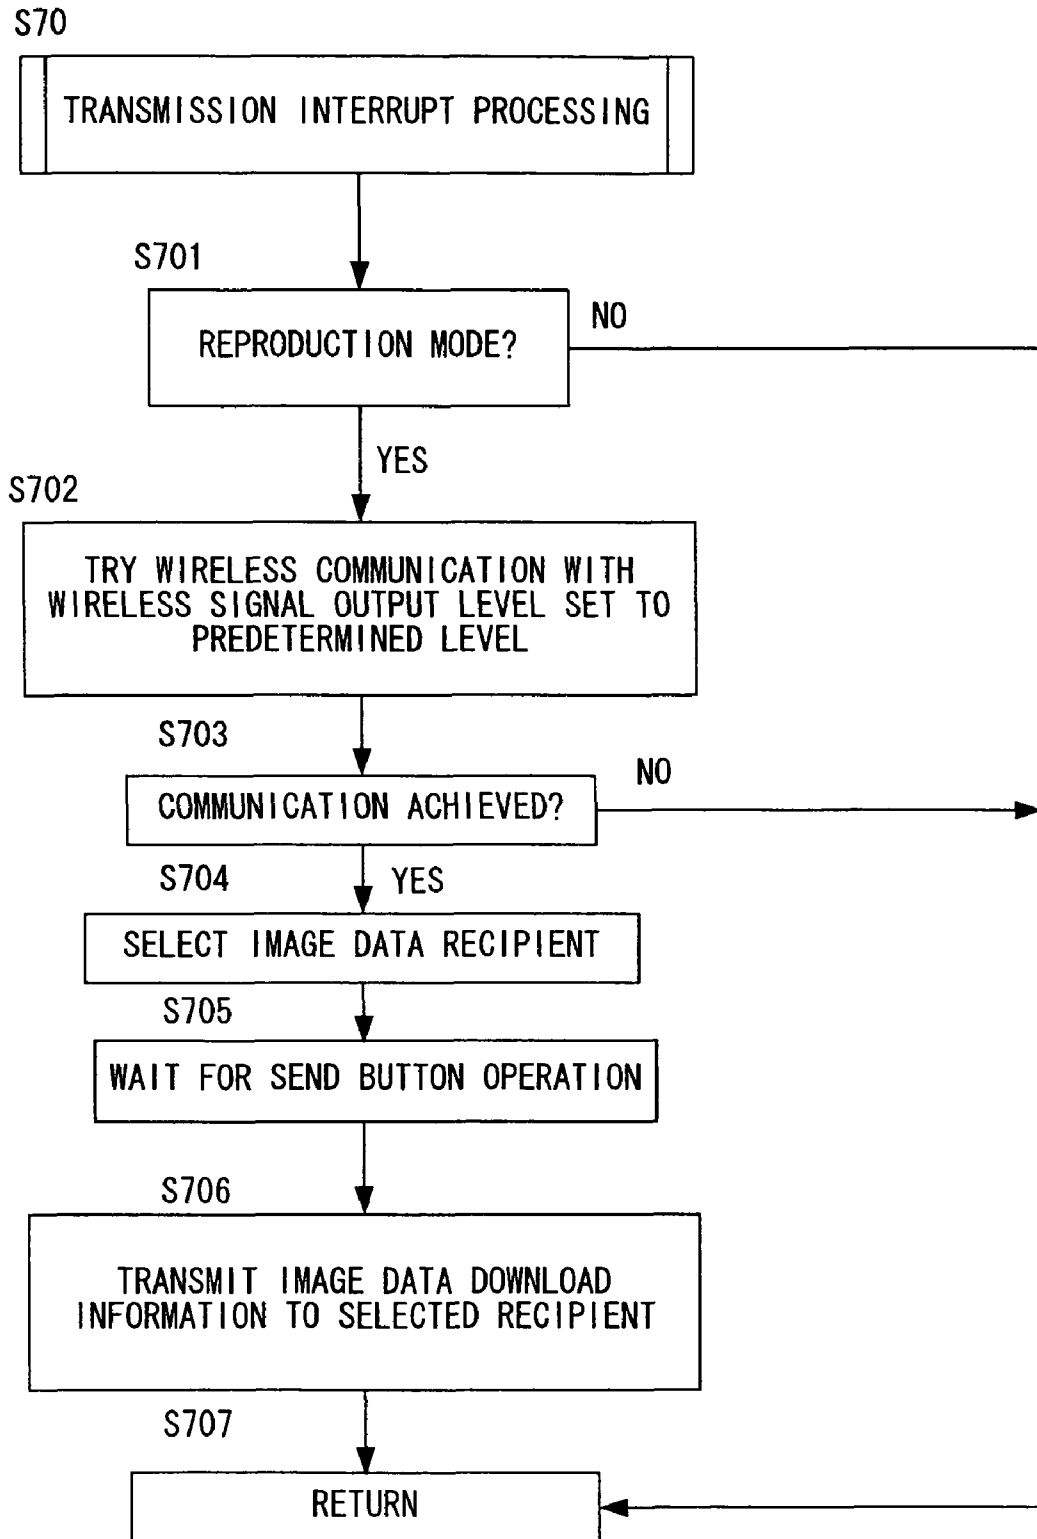 S70
TRANSMISSION INTERRUPT PROCESSING
S701
REPRODUCTION MODE?
NO
YES
S702
TRY WIRELESS COMMUNICATION WITH
WIRELESS SIGNAL OUTPUT LEVEL SET TO
PREDETERMINED LEVEL
S703
COMMUNICATION ACHIEVED?
NO
S704
YES
SELECT IMAGE DATA RECIPIENT
S705
WAIT FOR SEND BUTTON OPERATION
S706
TRANSMIT IMAGE DATA DOWNLOAD
INFORMATION TO SELECTED RECIPIENT
S707
RETURN